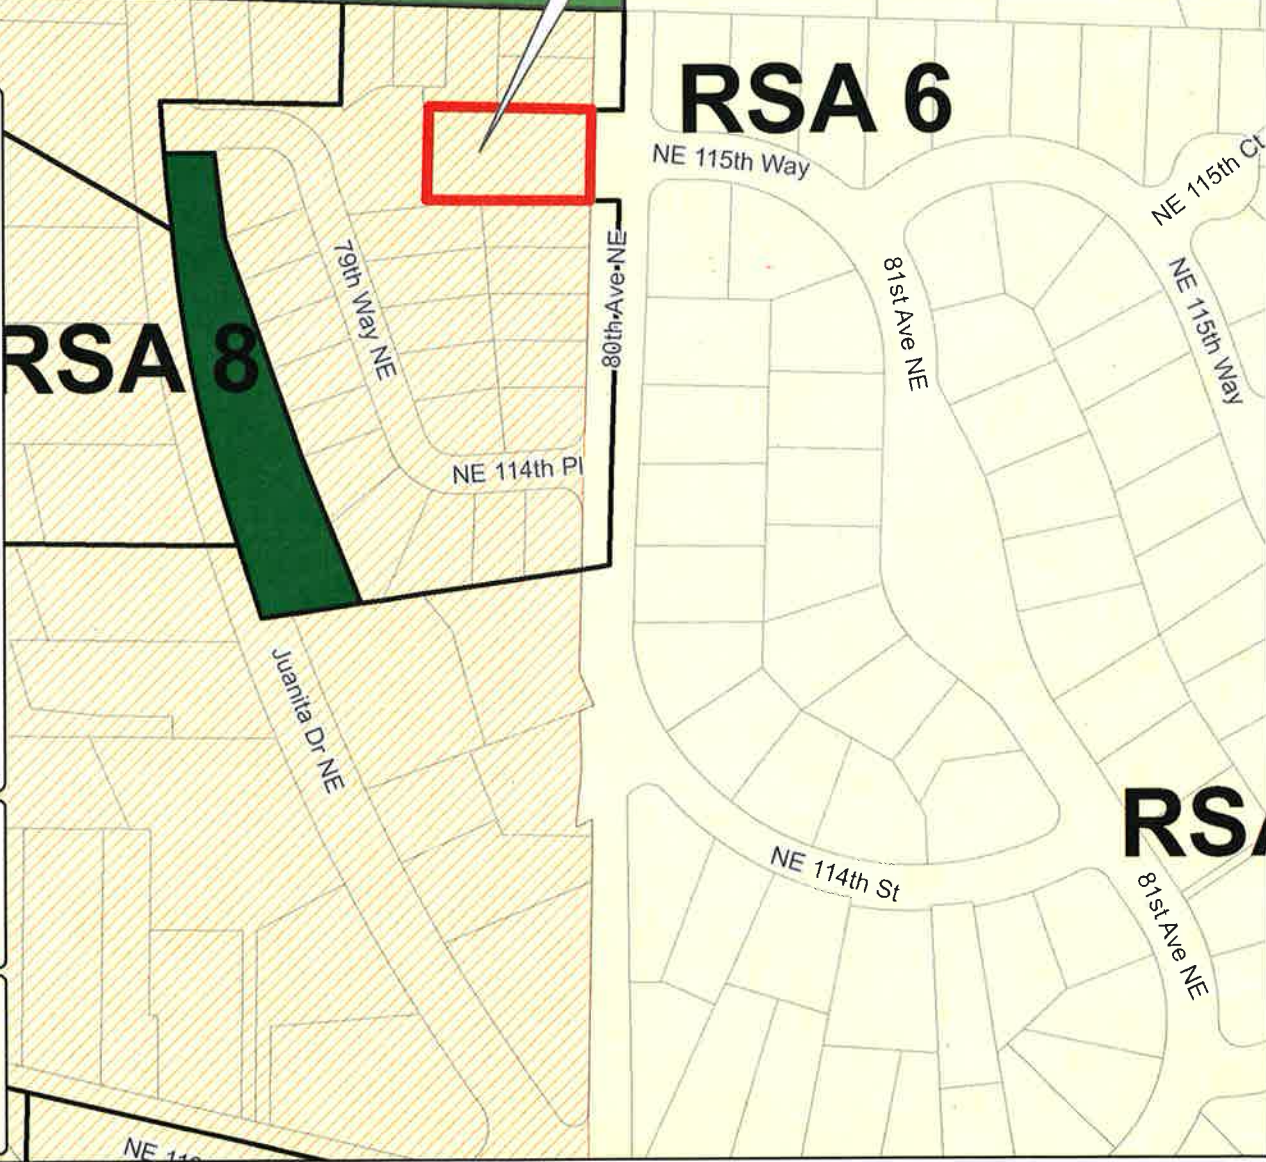 RSA 6
NE 115th Way
NE 115th Ct
79th Way NE
80th Ave NE
81st Ave NE
NE 115th Way
RSA 8
NE 114th Pl
Juanita Dr NE
RSA
NE 114th St
81st Ave NE
NE